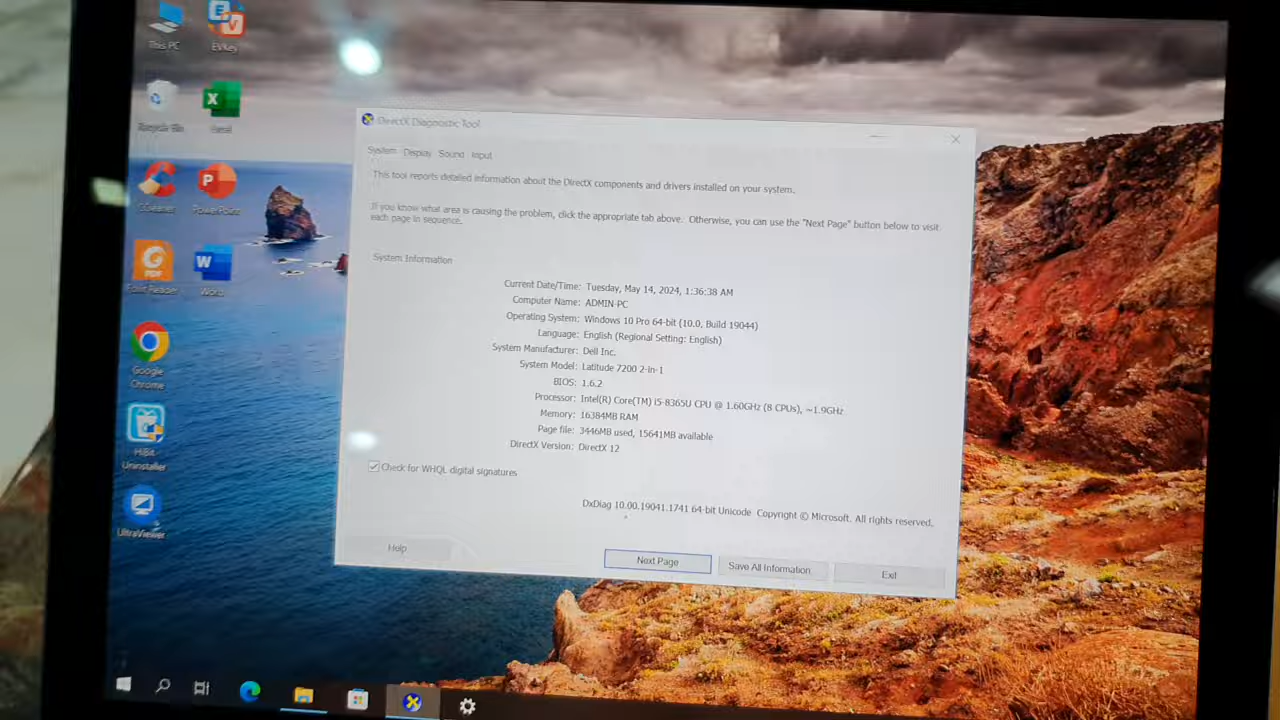 This PC
EVKey
Recycle Bin
Excel
CCleaner
PowerPoint
Foxit Reader
Word
Google
Chrome
HiBit
Uninstaller
UltraViewer
DirectX Diagnostic Tool
System Display Sound Input
This tool reports detailed information about the DirectX components and drivers installed on your system.
If you know what area is causing the problem, click the appropriate tab above. Otherwise, you can use the "Next Page" button below to visit
each page in sequence.
System Information
Current Date/Time: Tuesday, May 14, 2024, 1:36:38 AM
Computer Name: ADMIN-PC
Operating System: Windows 10 Pro 64-bit (10.0, Build 19044)
Language: English (Regional Setting: English)
System Manufacturer: Dell Inc.
System Model: Latitude 7200 2-in-1
BIOS: 1.6.2
Processor: Intel(R) Core(TM) i5-8365U CPU @ 1.60GHz (8 CPUs), ~1.9GHz
Memory: 16384MB RAM
Page file: 3446MB used, 15641MB available
DirectX Version: DirectX 12
Check for WHQL digital signatures
DxDiag 10.00.19041.1741 64-bit Unicode Copyright © Microsoft. All rights reserved.
Help
Next Page
Save All Information
Exit